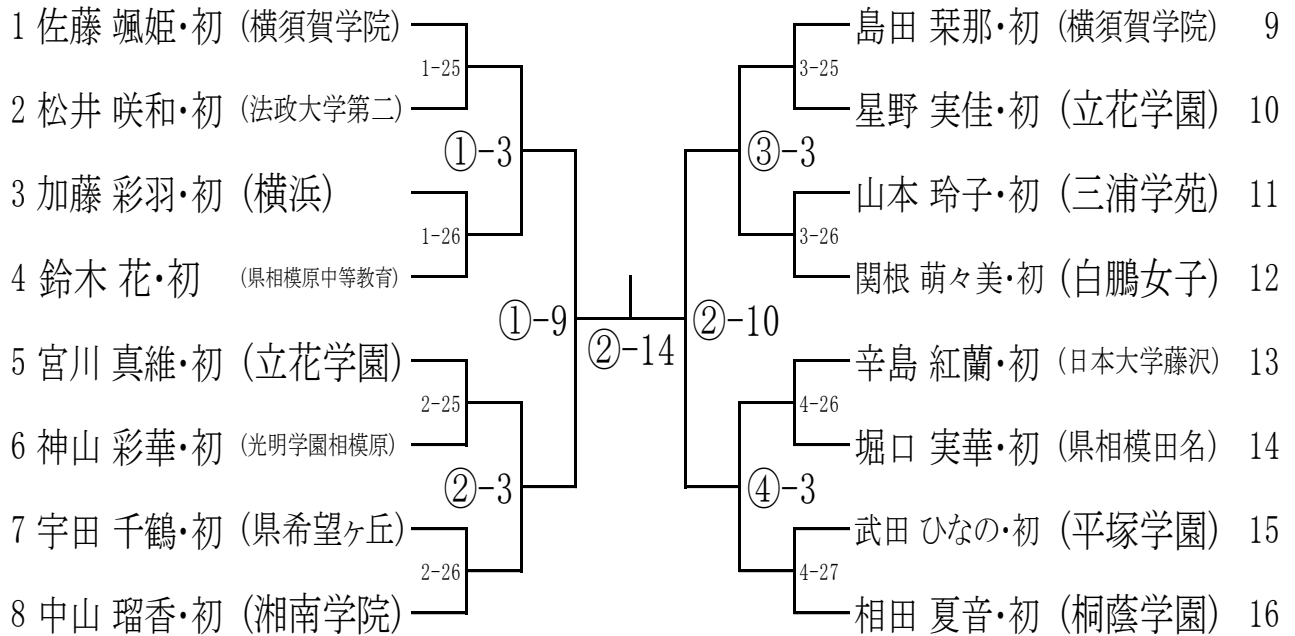 1 佐藤 颯姫・初 (横須賀学院)
1-25
2 松井 咲和・初 (法政大学第二)
①-3
3 加藤 彩羽・初 (横浜)
1-26
4 鈴木 花・初 (県相模原中等教育)
①-9
5 宮川 真維・初 (立花学園)
2-25
6 神山 彩華・初 (光明学園相模原)
②-3
7 宇田 千鶴・初 (県希望ヶ丘)
2-26
8 中山 瑠香・初 (湘南学院)
②-14
島田 栞那・初 (横須賀学院) 9
3-25
星野 実佳・初 (立花学園) 10
③-3
山本 玲子・初 (三浦学苑) 11
3-26
関根 萌々美・初 (白鵬女子) 12
②-10
辛島 紅蘭・初 (日本大学藤沢) 13
4-26
堀口 実華・初 (県相模田名) 14
④-3
武田 ひなの・初 (平塚学園) 15
4-27
相田 夏音・初 (桐蔭学園) 16